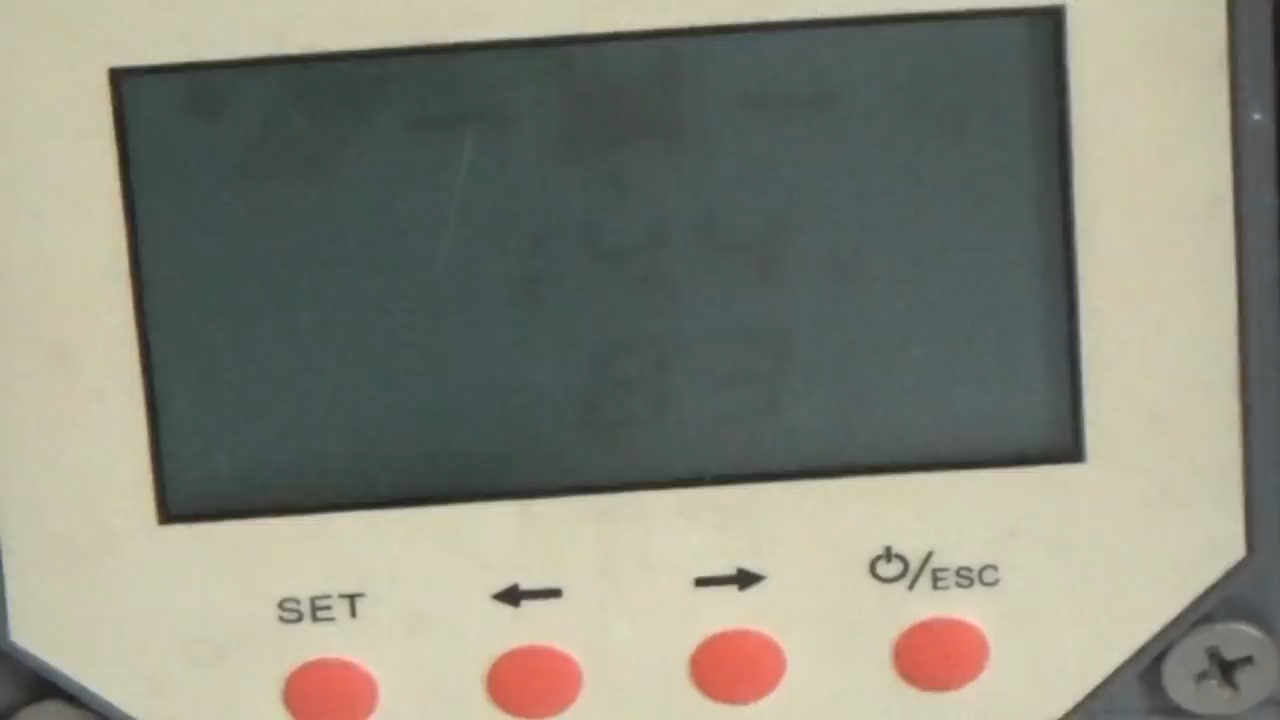 SET ← → ⏻/ESC